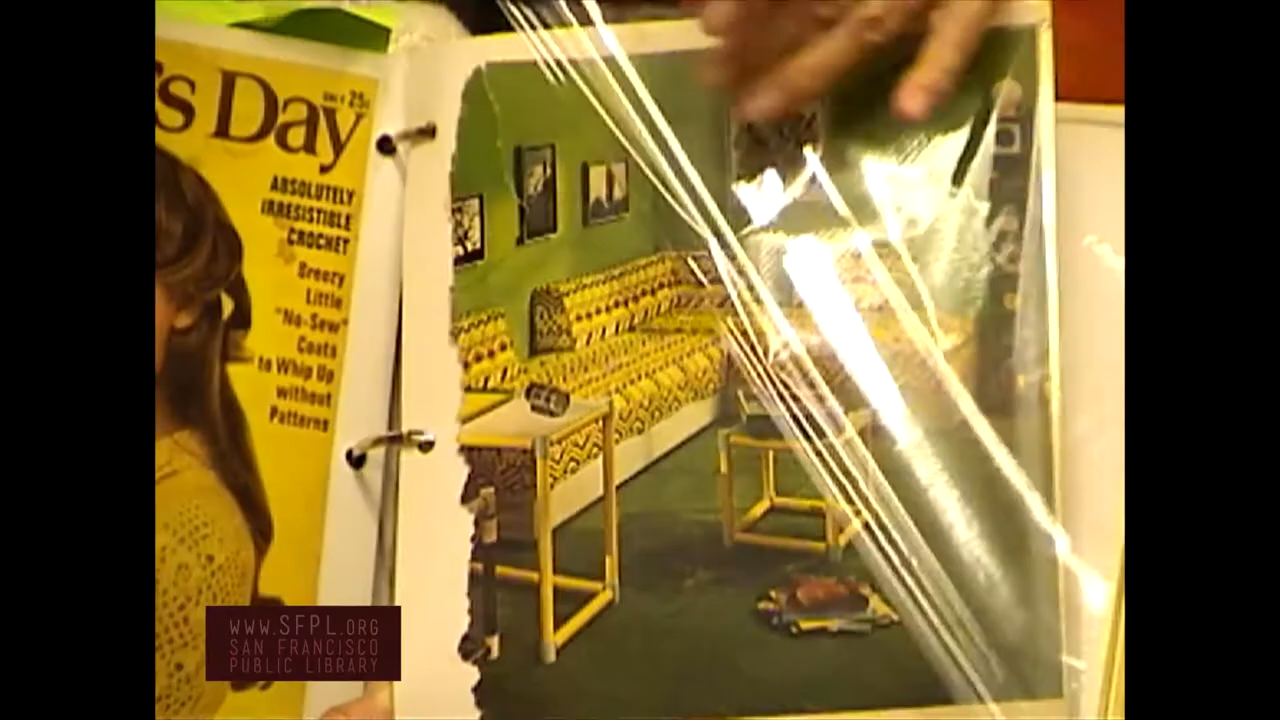 's Day
ONLY 25¢
ABSOLUTELY
IRRESISTIBLE
CROCHET
Breezy
Little
"No-Sew"
Coats
to Whip Up
without
Patterns
WWW.SFPL.ORG
SAN FRANCISCO
PUBLIC LIBRARY